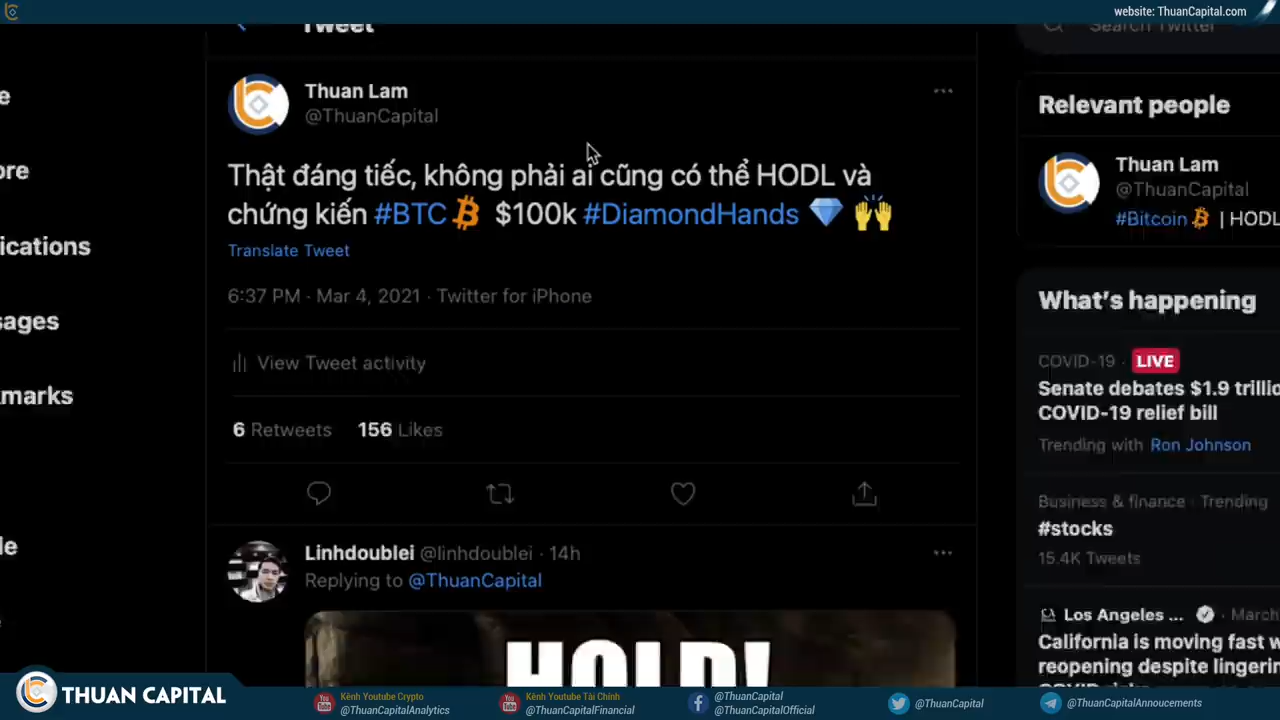 website: ThuanCapital.com
Tweet
Search Twitter
Thuan Lam
@ThuanCapital
Thật đáng tiếc, không phải ai cũng có thể HODL và
chứng kiến #BTC $100k #DiamondHands 💎 🙌
Translate Tweet
6:37 PM · Mar 4, 2021 · Twitter for iPhone
View Tweet activity
6 Retweets 156 Likes
Linhdoublei @linhdoublei · 14h
Replying to @ThuanCapital
HOLD!
ore
ications
sages
kmarks
Relevant people
Thuan Lam
@ThuanCapital
#Bitcoin | HODL
What's happening
COVID-19 · LIVE
Senate debates $1.9 trillio
COVID-19 relief bill
Trending with Ron Johnson
Business & finance · Trending
#stocks
15.4K Tweets
Los Angeles ... · March
California is moving fast w
reopening despite lingerin
THUAN CAPITAL
Kênh Youtube Crypto
@ThuanCapitalAnalytics
Kênh Youtube Tài Chính
@ThuanCapitalFinancial
@ThuanCapital
@ThuanCapitalOfficial
@ThuanCapital
@ThuanCapitalAnnoucements